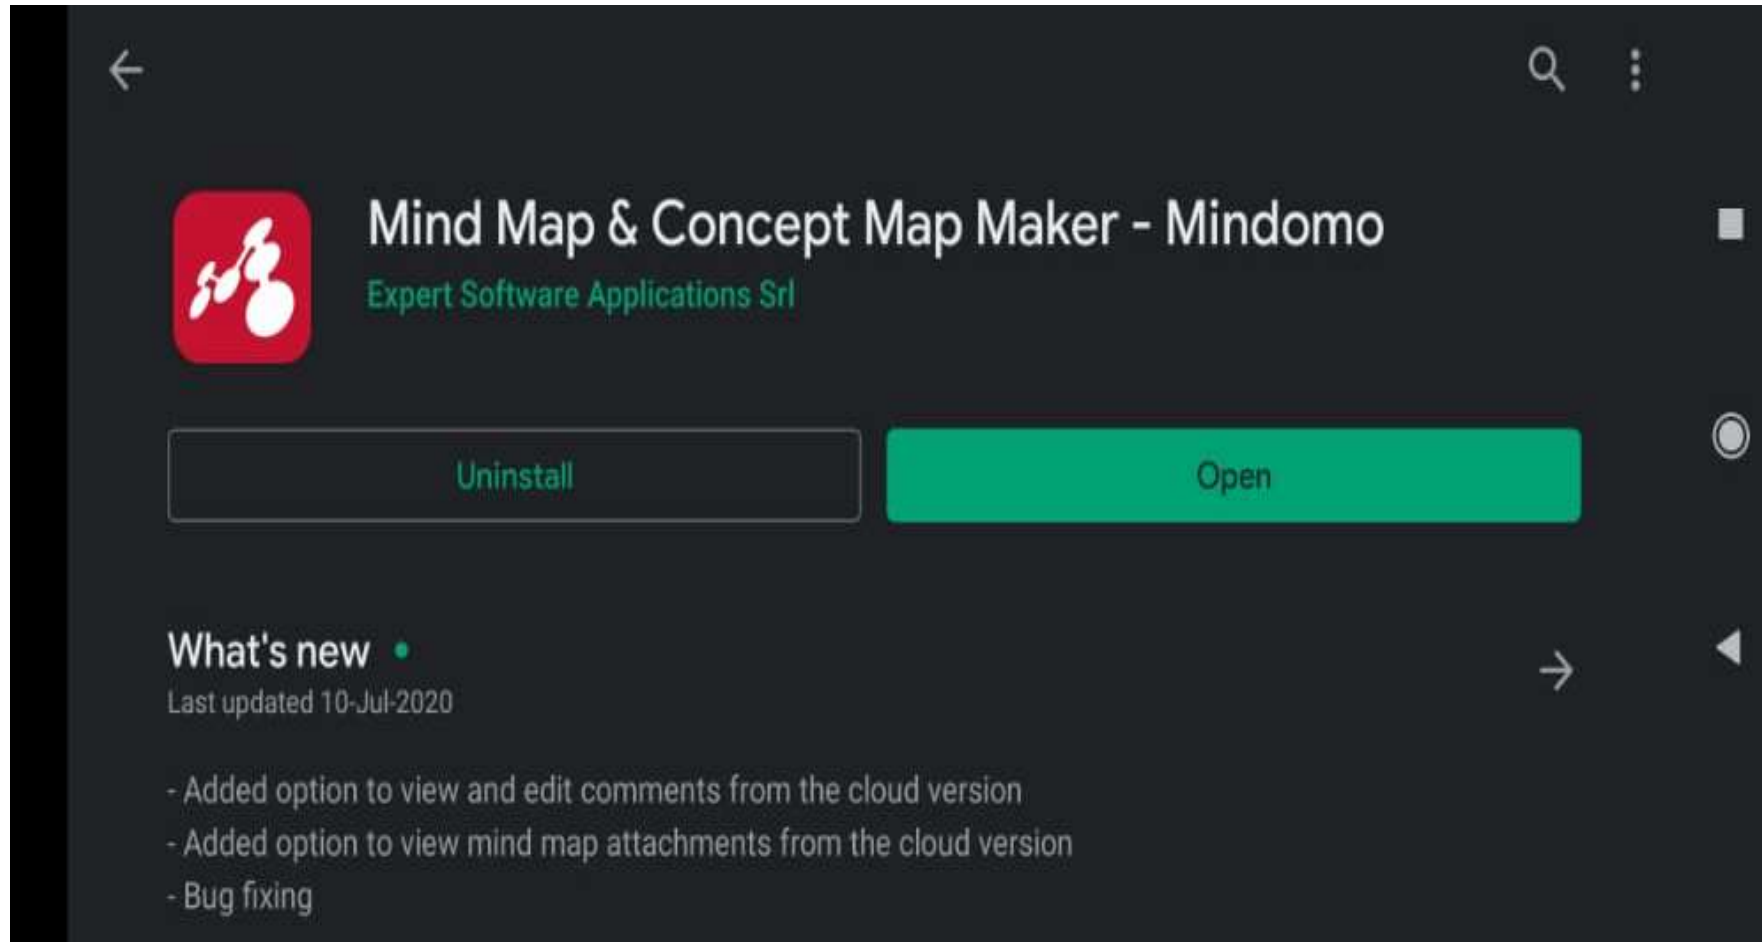 Mind Map & Concept Map Maker - Mindomo
Expert Software Applications Srl
Uninstall
Open
What's new
Last updated 10-Jul-2020
- Added option to view and edit comments from the cloud version
- Added option to view mind map attachments from the cloud version
- Bug fixing